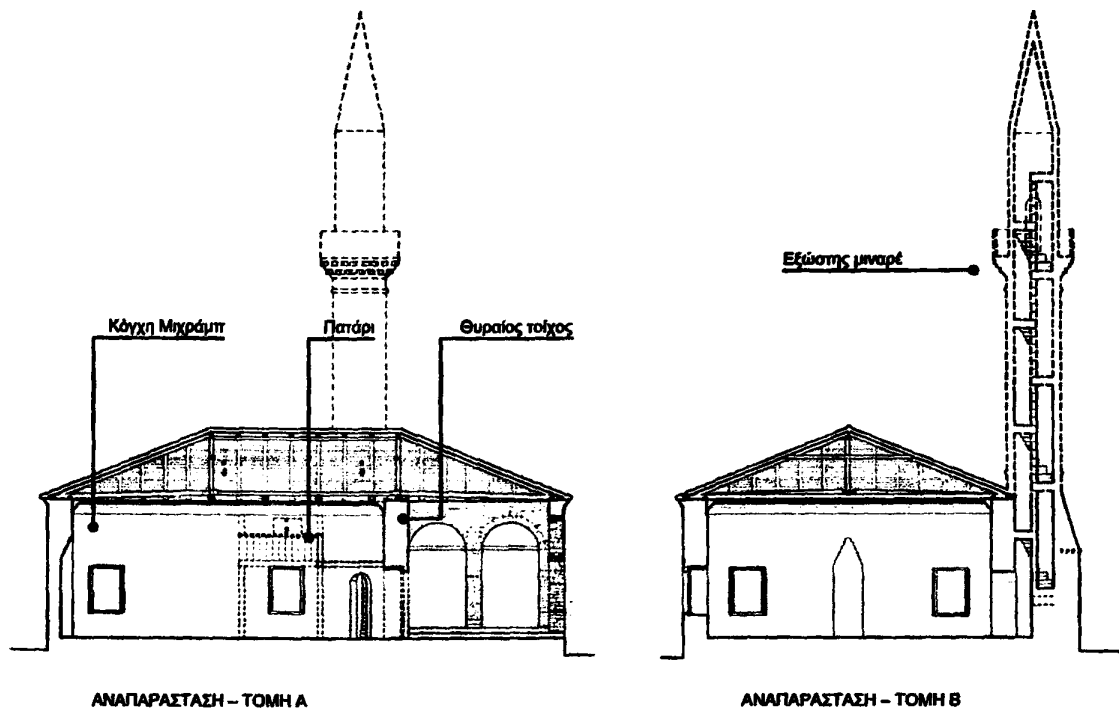 Εξώστης μιναρέ
Κόγχη Μιχράμπ
Πατάρι
Θυραίος τοίχος
ΑΝΑΠΑΡΑΣΤΑΣΗ – ΤΟΜΗ Α
ΑΝΑΠΑΡΑΣΤΑΣΗ – ΤΟΜΗ Β